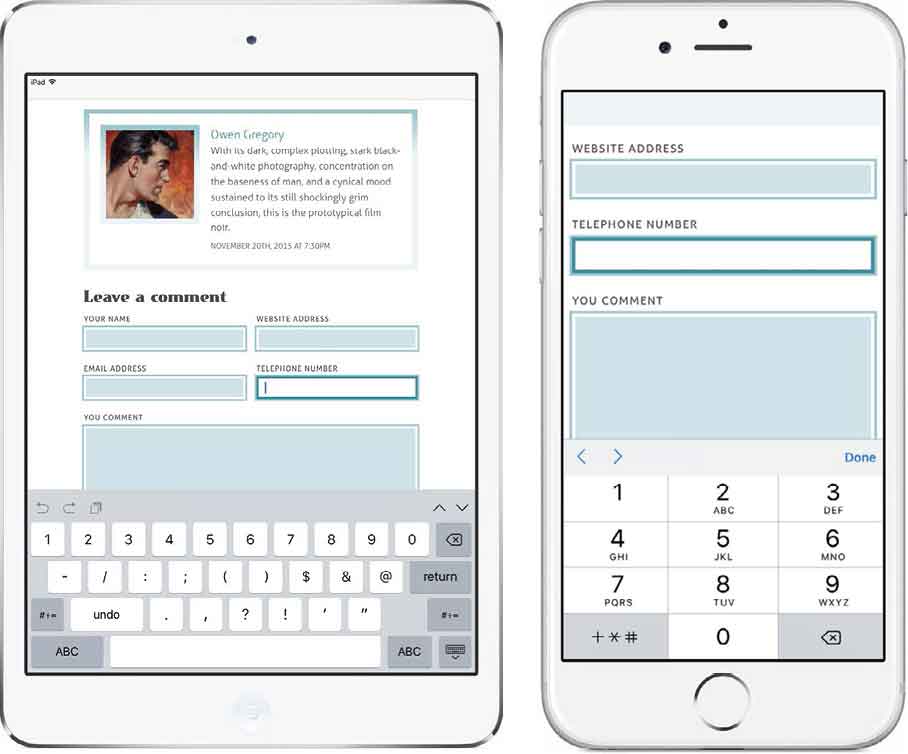 iPad
Owen Gregory
With its dark, complex plotting, stark black-
and-white photography, concentration on
the baseness of man, and a cynical mood
sustained to its still shockingly grim
conclusion, this is the prototypical film
noir.
NOVEMBER 20TH, 2015 AT 7:30PM
Leave a comment
YOUR NAME
WEBSITE ADDRESS
EMAIL ADDRESS
TELEPHONE NUMBER
YOU COMMENT
1 2 3 4 5 6 7 8 9 0
- / : ; ( ) $ & @ return
#+= undo . , ? ! ' " #+=
ABC ABC
WEBSITE ADDRESS
TELEPHONE NUMBER
YOU COMMENT
Done
1 2 3
ABC DEF
4 5 6
GHI JKL MNO
7 8 9
PQRS TUV WXYZ
+*# 0